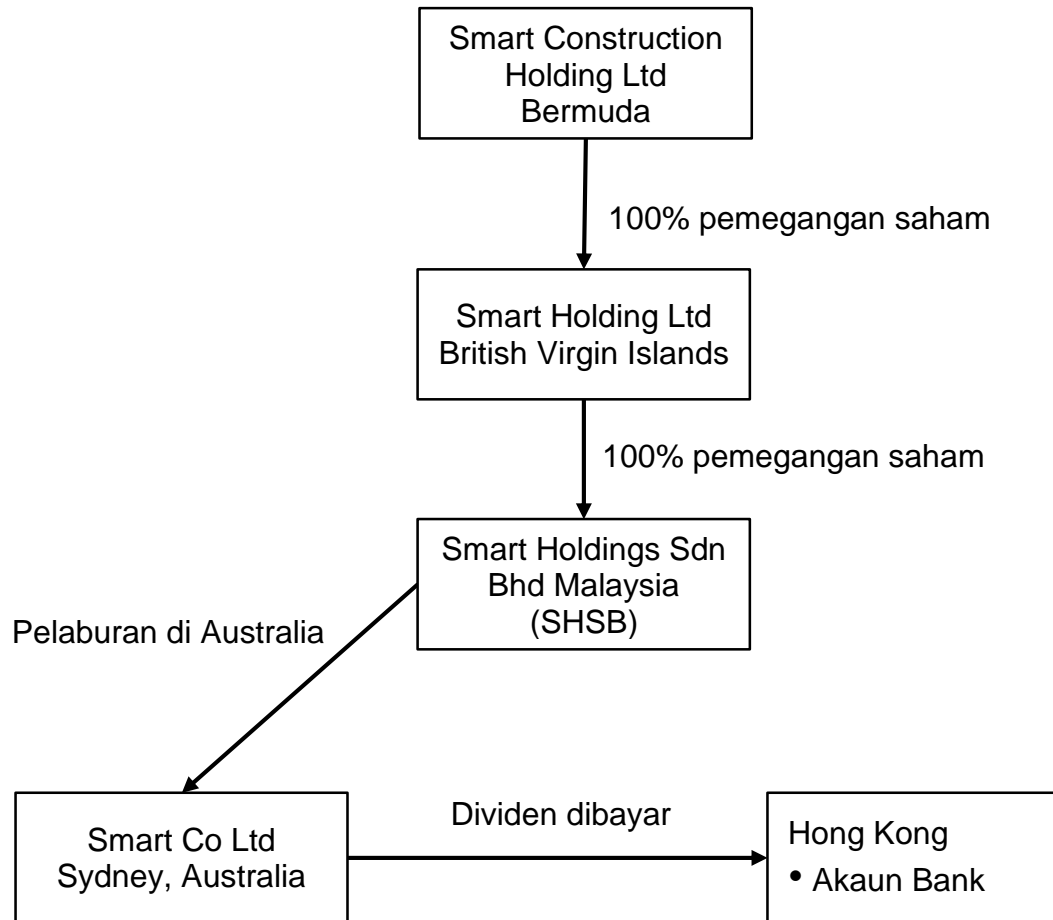 Smart Construction
Holding Ltd
Bermuda
100% pemegangan saham
Smart Holding Ltd
British Virgin Islands
100% pemegangan saham
Smart Holdings Sdn
Bhd Malaysia
(SHSB)
Pelaburan di Australia
Smart Co Ltd
Sydney, Australia
Dividen dibayar
Hong Kong
• Akaun Bank